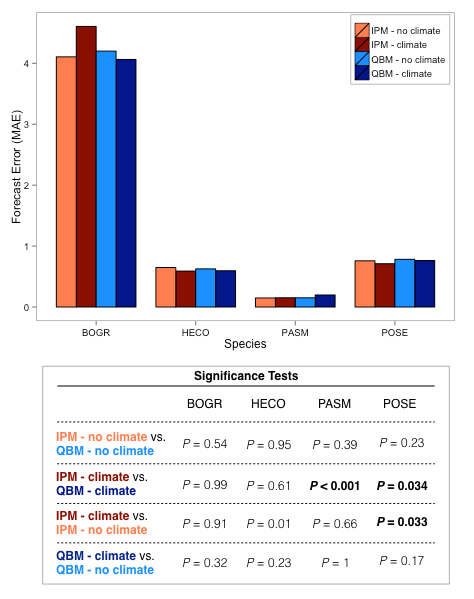 IPM - no climate
IPM - climate
QBM - no climate
QBM - climate
Forecast Error (MAE)
4
3
2
1
0
BOGR HECO PASM POSE
Species
Significance Tests
BOGR HECO PASM POSE
IPM - no climate vs.
QBM - no climate
P = 0.54 P = 0.95 P = 0.39 P = 0.23
IPM - climate vs.
QBM - climate
P = 0.99 P = 0.61 P < 0.001 P = 0.034
IPM - climate vs.
IPM - no climate
P = 0.91 P = 0.01 P = 0.66 P = 0.033
QBM - climate vs.
QBM - no climate
P = 0.32 P = 0.23 P = 1 P = 0.17